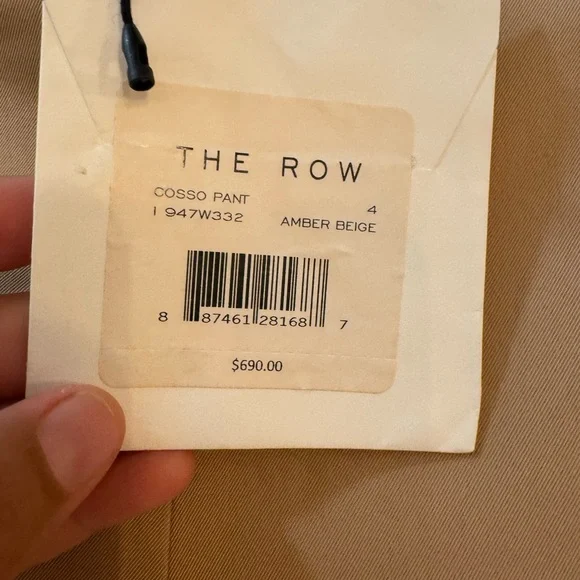 THE ROW
COSSO PANT 4
1 947W332 AMBER BEIGE
8 87461 28168 7
$690.00